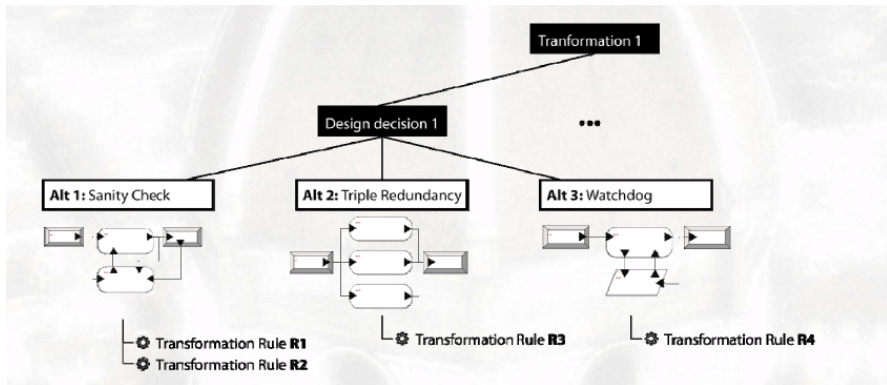 Tranformation 1
Design decision 1
...
Alt 1: Sanity Check
Alt 2: Triple Redundancy
Alt 3: Watchdog
Transformation Rule R1
Transformation Rule R2
Transformation Rule R3
Transformation Rule R4